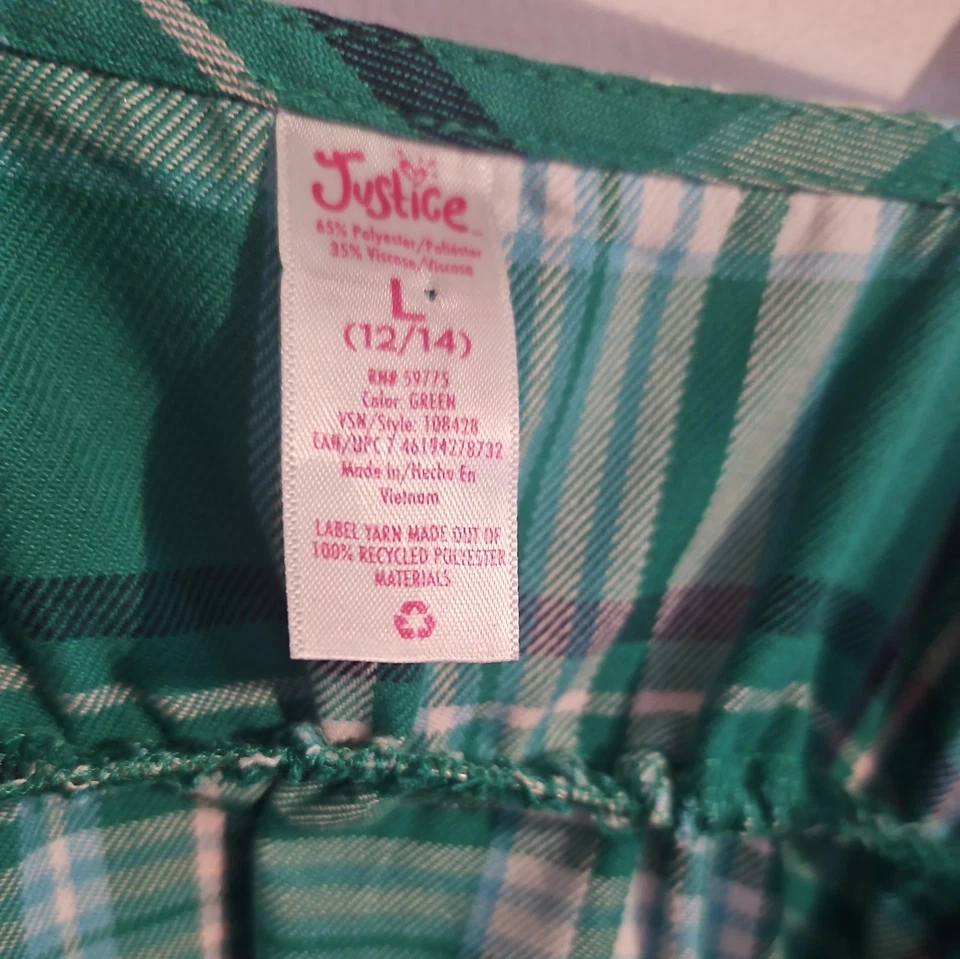 Justice
65% Polyester/Poliéster
35% Viscose/Viscosa
L
(12/14)
RN# 59775
Color: GREEN
VSN/Style: 108428
EAN/UPC 7 46194278732
Made in/Hecho En
Vietnam
LABEL YARN MADE OUT OF
100% RECYCLED POLYESTER
MATERIALS